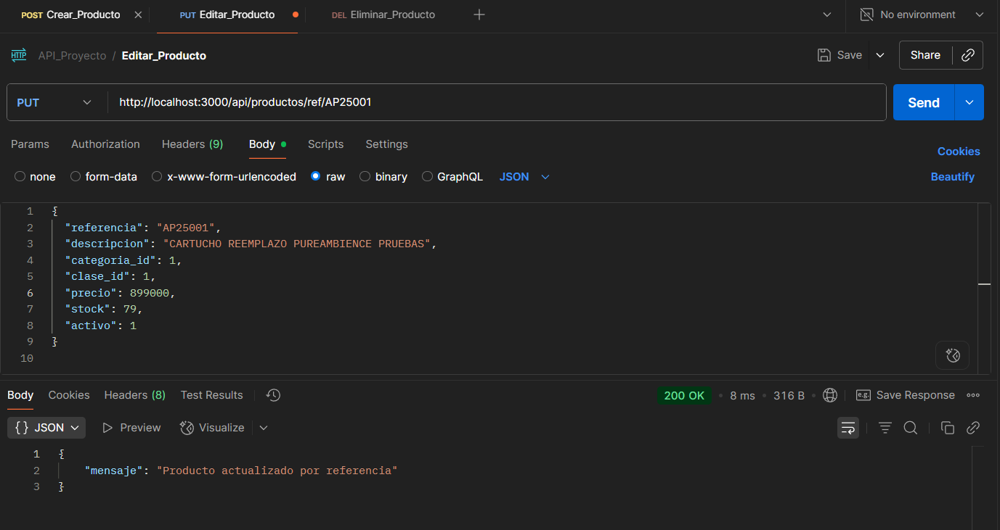 POST Crear_Producto
PUT Editar_Producto
DEL Eliminar_Producto
No environment
HTTP API_Proyecto / Editar_Producto
Save
Share
PUT
http://localhost:3000/api/productos/ref/AP25001
Send
Params Authorization Headers (9) Body Scripts Settings
Cookies
none form-data x-www-form-urlencoded raw binary GraphQL JSON
Beautify
1 {
2 "referencia": "AP25001",
3 "descripcion": "CARTUCHO REEMPLAZO PUREAMBIENCE PRUEBAS",
4 "categoria_id": 1,
5 "clase_id": 1,
6 "precio": 899000,
7 "stock": 79,
8 "activo": 1
9 }
10
Body Cookies Headers (8) Test Results
200 OK • 8 ms • 316 B •
e.g. Save Response
{} JSON Preview Visualize
1 {
2 "mensaje": "Producto actualizado por referencia"
3 }